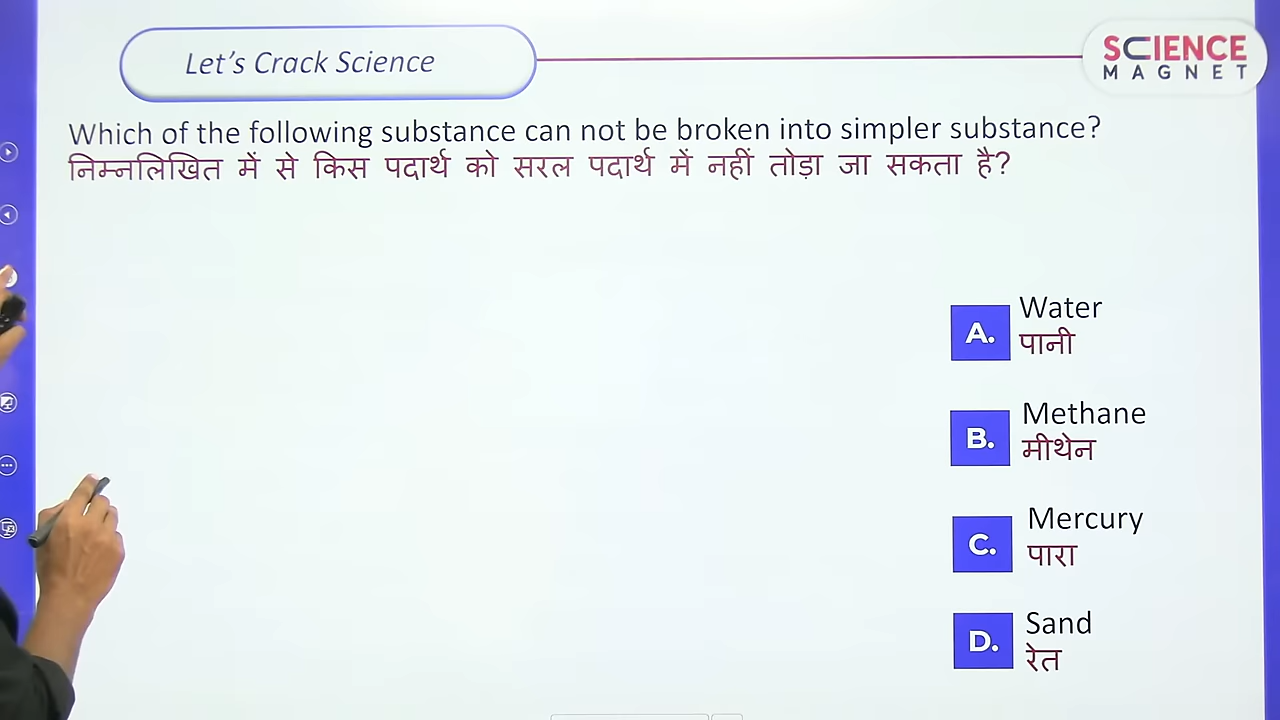 Let's Crack Science
SCIENCE
MAGNET
Which of the following substance can not be broken into simpler substance?
निम्नलिखित में से किस पदार्थ को सरल पदार्थ में नहीं तोड़ा जा सकता है?
A.
Water
पानी
B.
Methane
मीथेन
C.
Mercury
पारा
D.
Sand
रेत